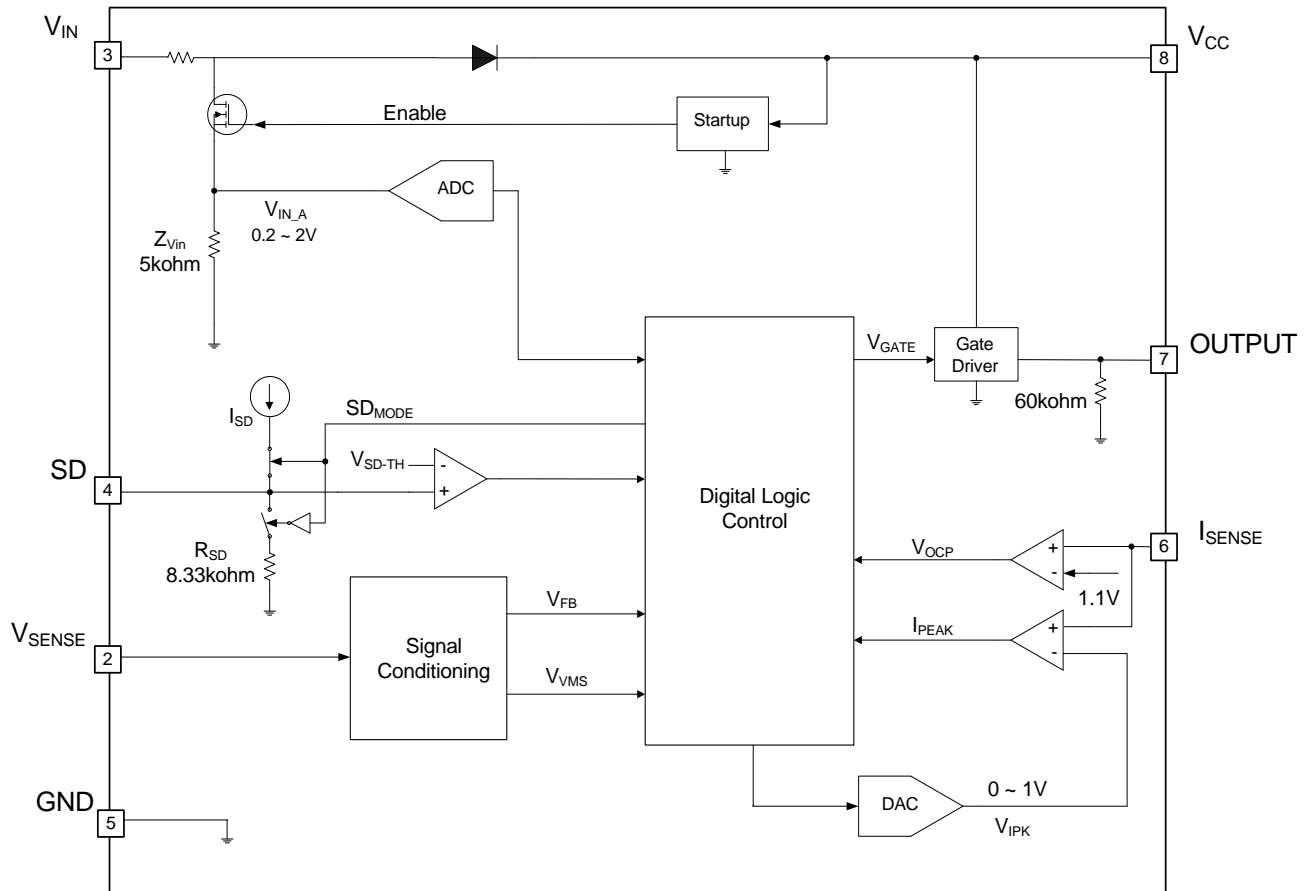 VIN
3
VCC
8
Enable
Startup
ADC
VIN_A
0.2 ~ 2V
ZVin
5kohm
VGATE
Gate
Driver
OUTPUT
7
60kohm
ISD
SDMODE
VSD-TH
-
+
SD
4
Digital Logic
Control
RSD
8.33kohm
VOCP
+
-
1.1V
ISENSE
6
VSENSE
2
Signal
Conditioning
VFB
VVMS
IPEAK
+
-
GND
5
DAC
0 ~ 1V
VIPK